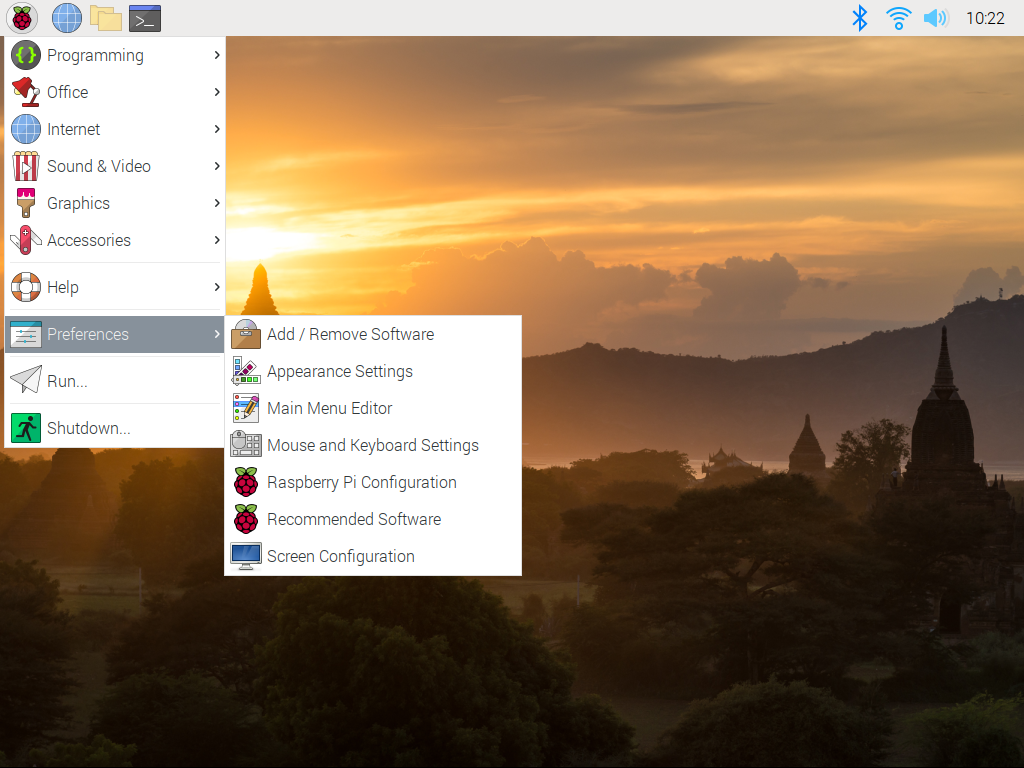 10:22
Programming
Office
Internet
Sound & Video
Graphics
Accessories
Help
Preferences
Run...
Shutdown...
Add / Remove Software
Appearance Settings
Main Menu Editor
Mouse and Keyboard Settings
Raspberry Pi Configuration
Recommended Software
Screen Configuration